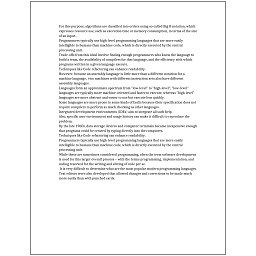 For this purpose, algorithms are classified into orders using so-called Big O notation, which
expresses resource use, such as execution time or memory consumption, in terms of the size
of an input.
Programmers typically use high-level programming languages that are more easily
intelligible to humans than machine code, which is directly executed by the central
processing unit.
Trade-offs from this ideal involve finding enough programmers who know the language to
build a team, the availability of compilers for that language, and the efficiency with which
programs written in a given language execute.
Techniques like Code refactoring can enhance readability.
However, because an assembly language is little more than a different notation for a
machine language, two machines with different instruction sets also have different
assembly languages.
Languages form an approximate spectrum from "low-level" to "high-level"; "low-level"
languages are typically more machine-oriented and faster to execute, whereas "high-level"
languages are more abstract and easier to use but execute less quickly.
Some languages are more prone to some kinds of faults because their specification does not
require compilers to perform as much checking as other languages.
Integrated development environments (IDEs) aim to integrate all such help.
Also, specific user environment and usage history can make it difficult to reproduce the
problem.
By the late 1960s, data storage devices and computer terminals became inexpensive enough
that programs could be created by typing directly into the computers.
Techniques like Code refactoring can enhance readability.
Programmers typically use high-level programming languages that are more easily
intelligible to humans than machine code, which is directly executed by the central
processing unit.
While these are sometimes considered programming, often the term software development
is used for this larger overall process – with the terms programming, implementation, and
coding reserved for the writing and editing of code per se.
It is very difficult to determine what are the most popular modern programming languages.
Text editors were also developed that allowed changes and corrections to be made much
more easily than with punched cards.